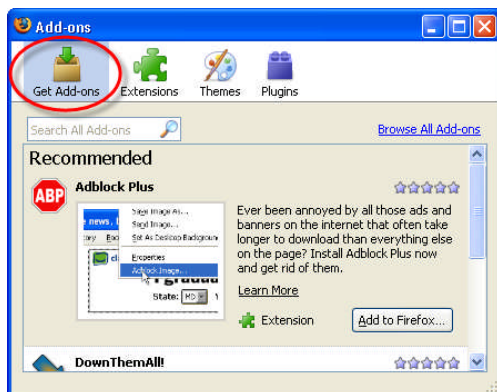 Add-ons
Get Add-ons Extensions Themes Plugins
Search All Add-ons Browse All Add-ons
Recommended
ABP Adblock Plus
Save Image As...
Send Image...
Set As Desktop Background
Properties
Adblock Image...
State: MD
Ever been annoyed by all those ads and
banners on the internet that often take
longer to download than everything else
on the page? Install Adblock Plus now
and get rid of them.
Learn More
Extension Add to Firefox...
DownThemAll!